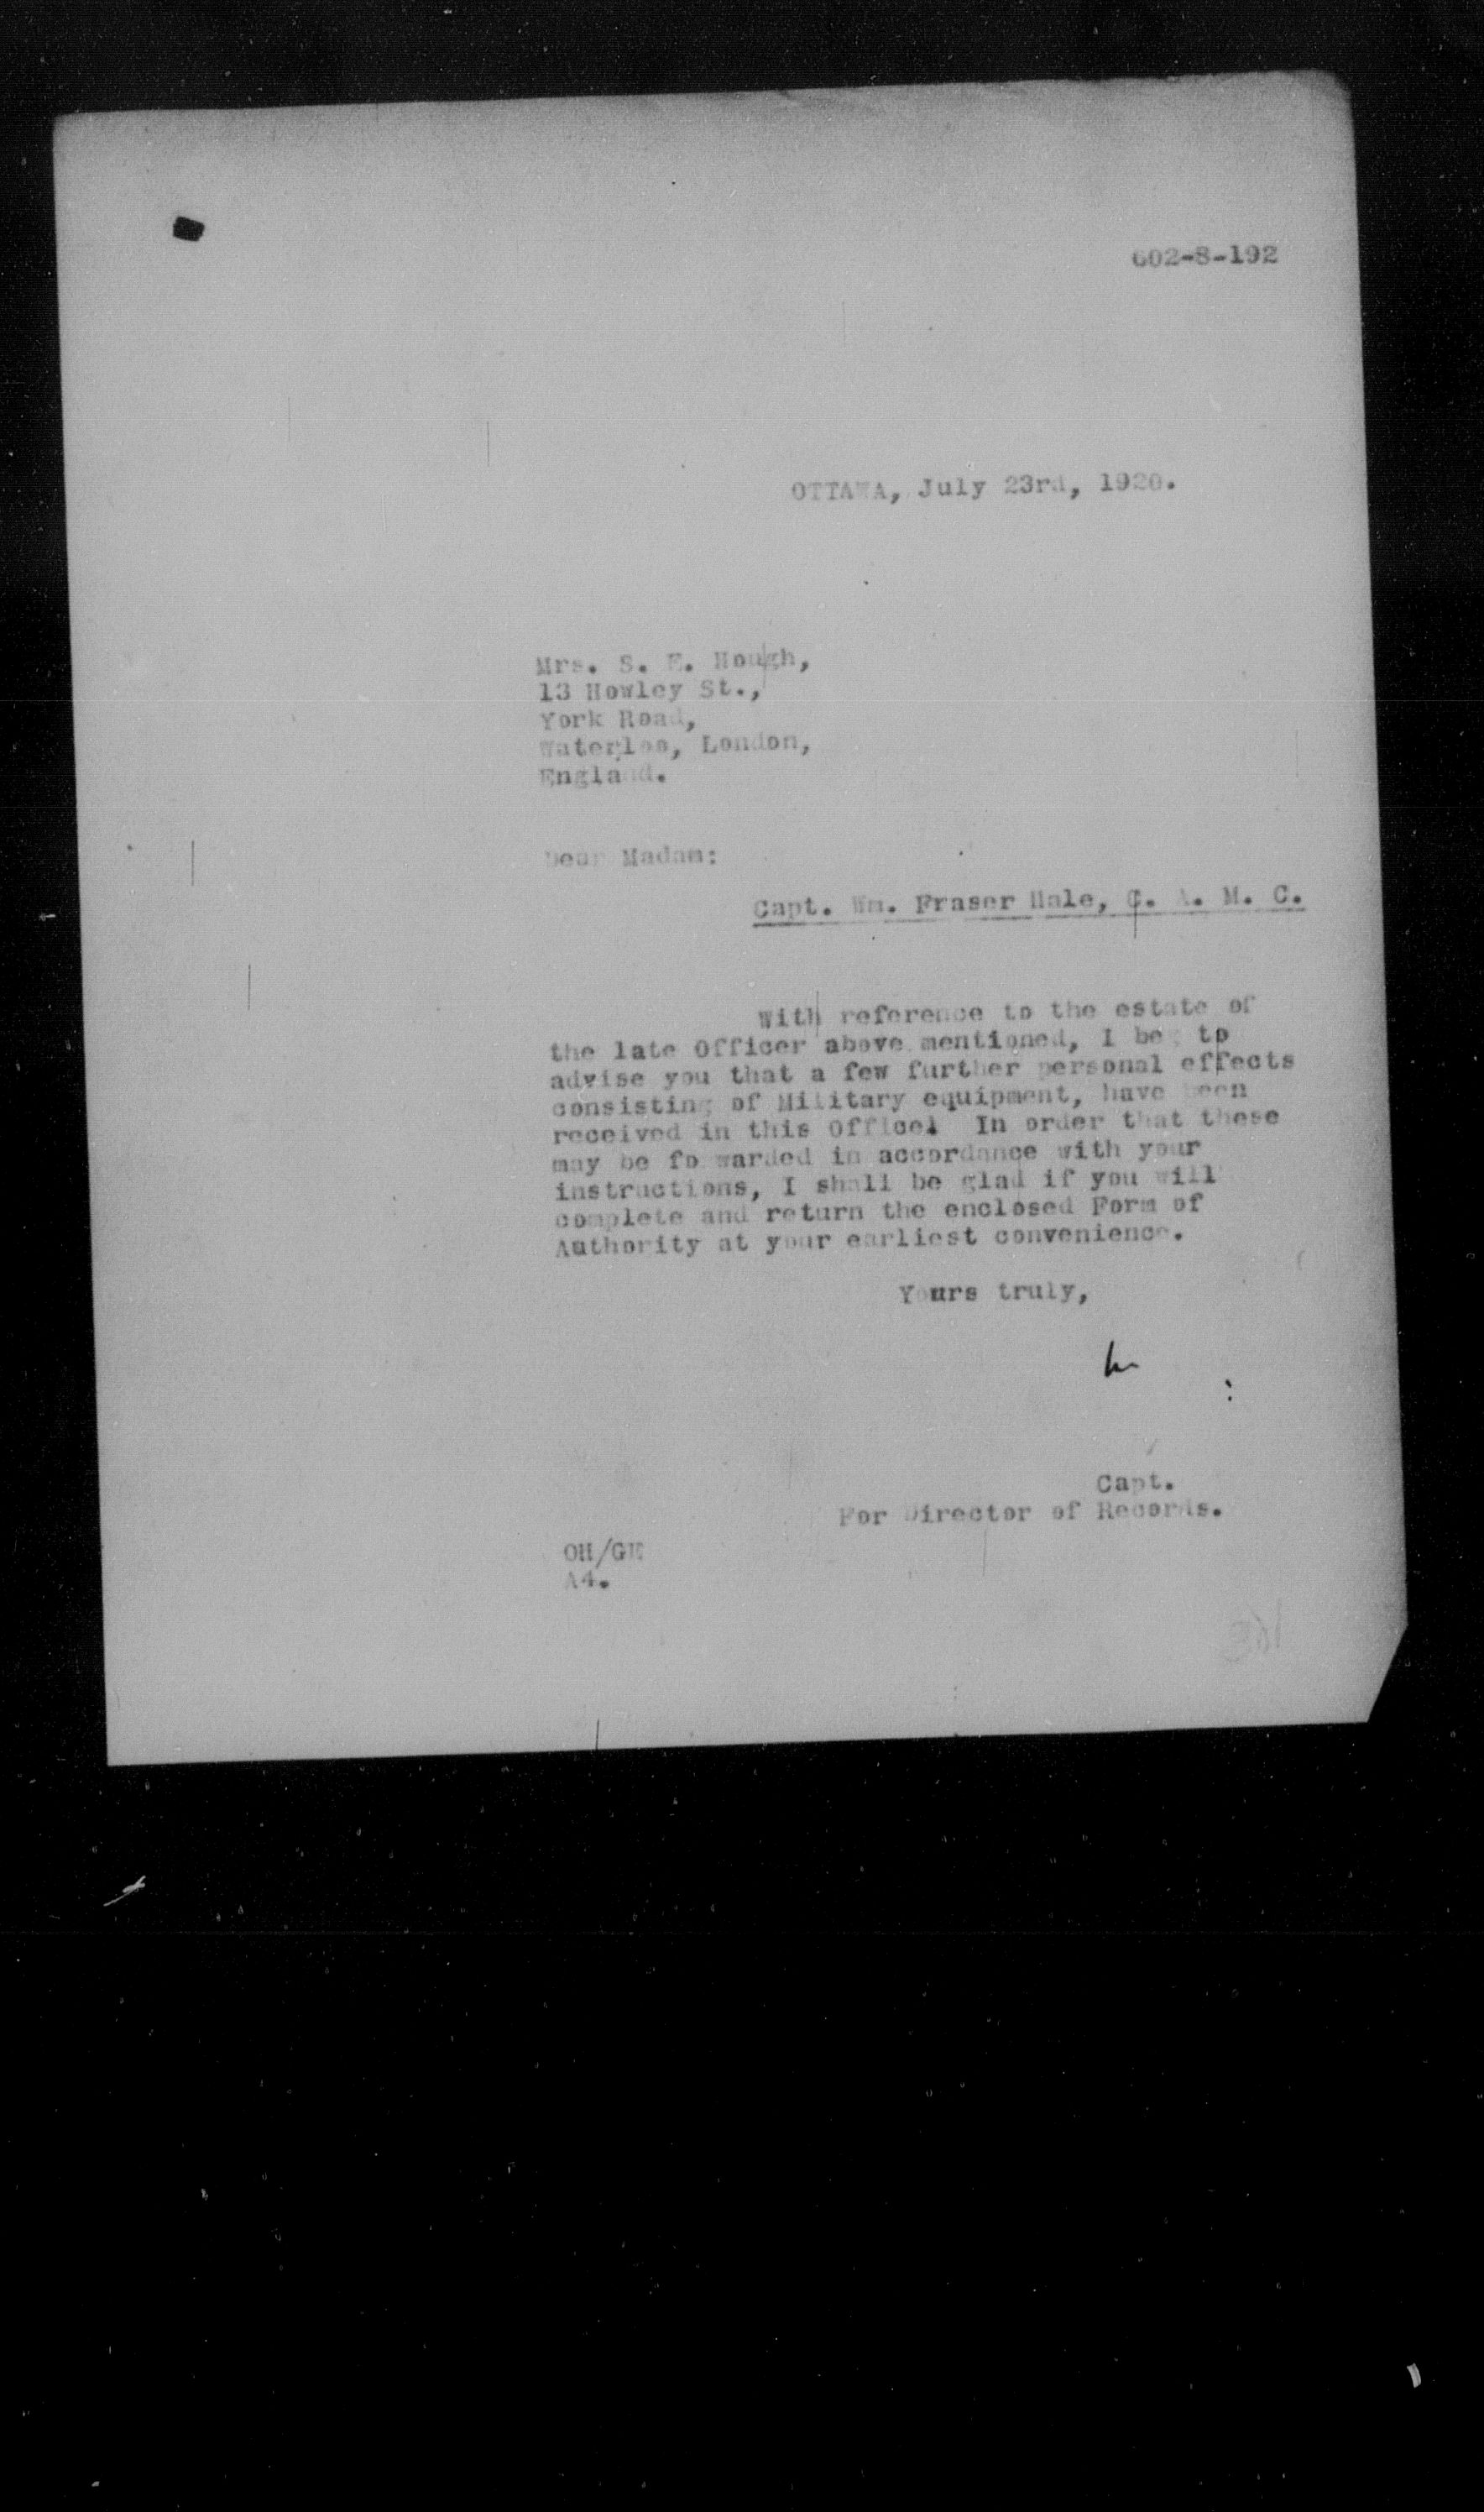 602-8-192
OTTAWA, July 23rd, 1920.
Mrs. S. E. Hough,
13 Howley St.,
York Road,
Waterloo, London,
England.
Dear Madam:
Capt. Wm. Fraser Hale, C. A. M. C.
With reference to the estate of
the late Officer above mentioned, I beg to
advise you that a few further personal effects
consisting of Military equipment, have been
received in this Office. In order that these
may be forwarded in accordance with your
instructions, I shall be glad if you will
complete and return the enclosed Form of
Authority at your earliest convenience.
Yours truly,
Capt.
For Director of Records.
OH/GE
A4.